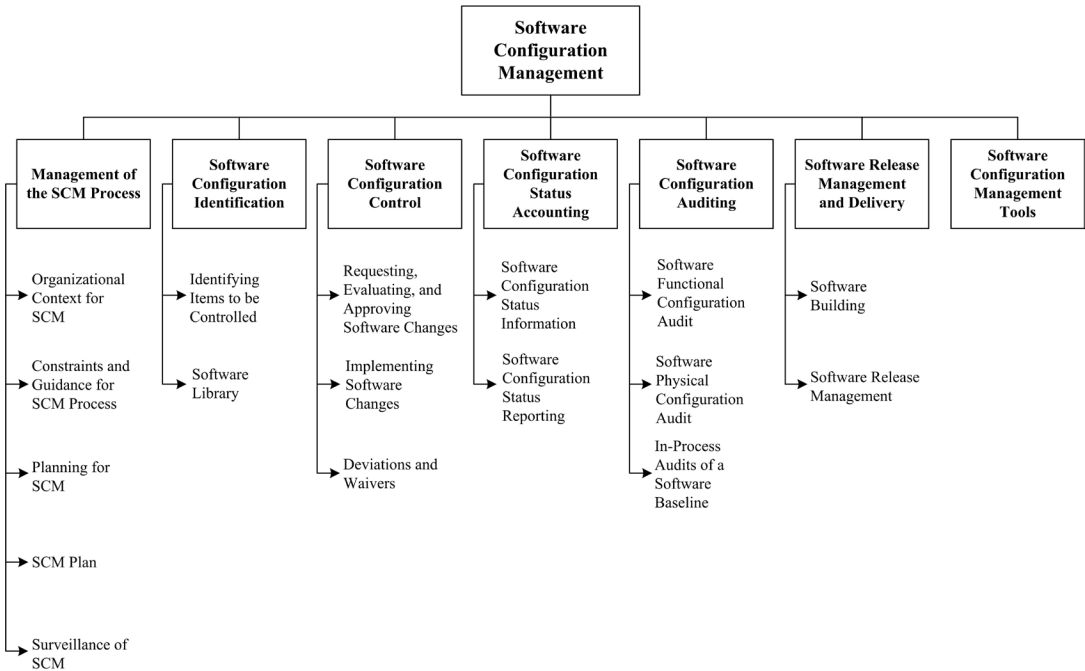 Software
Configuration
Management
Management of
the SCM Process
Software
Configuration
Identification
Software
Configuration
Control
Software
Configuration
Status
Accounting
Software
Configuration
Auditing
Software Release
Management
and Delivery
Software
Configuration
Management
Tools
Organizational
Context for
SCM
Constraints and
Guidance for
SCM Process
Planning for
SCM
SCM Plan
Surveillance of
SCM
Identifying
Items to be
Controlled
Software
Library
Requesting,
Evaluating, and
Approving
Software Changes
Implementing
Software
Changes
Deviations and
Waivers
Software
Configuration
Status
Information
Software
Configuration
Status
Reporting
Software
Functional
Configuration
Audit
Software
Physical
Configuration
Audit
In-Process
Audits of a
Software
Baseline
Software
Building
Software Release
Management